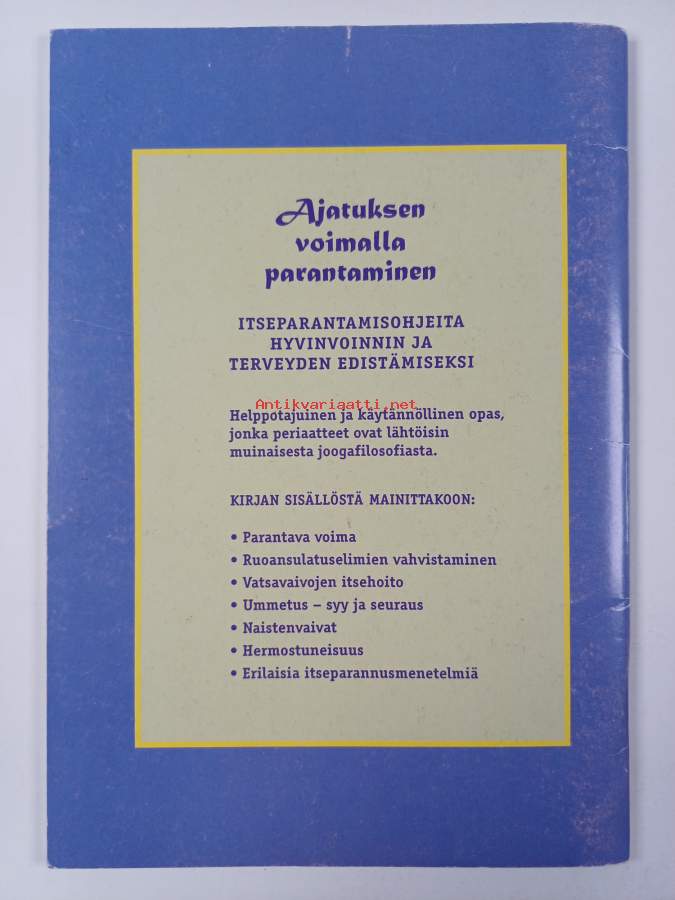 Ajatuksen
voimalla
parantaminen
ITSEPARANTAMISOHJEITA
HYVINVOINNIN JA
TERVEYDEN EDISTÄMISEKSI
Antikvariaatti.net
Helppotajuinen ja käytännöllinen opas,
jonka periaatteet ovat lähtöisin
muinaisesta joogafilosofiasta.
KIRJAN SISÄLLÖSTÄ MAINITTAKOON:
• Parantava voima
• Ruoansulatuselimien vahvistaminen
• Vatsavaivojen itsehoito
• Ummetus – syy ja seuraus
• Naistenvaivat
• Hermostuneisuus
• Erilaisia itseparannusmenetelmiä